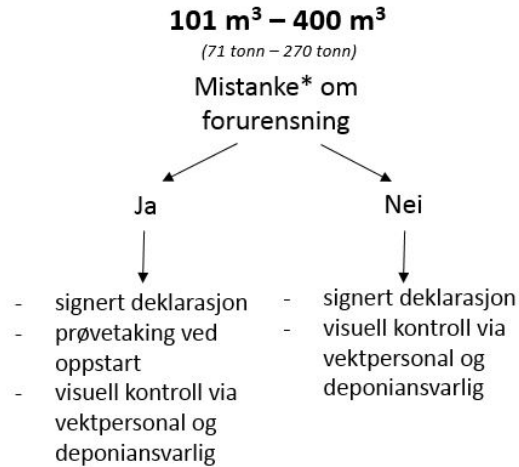 101 m³ – 400 m³
(71 tonn – 270 tonn)
Mistanke* om
forurensning
Ja
- signert deklarasjon
- prøvetaking ved
oppstart
- visuell kontroll via
vektpersonal og
deponiansvarlig
Nei
- signert deklarasjon
- visuell kontroll via
vektpersonal og
deponiansvarlig